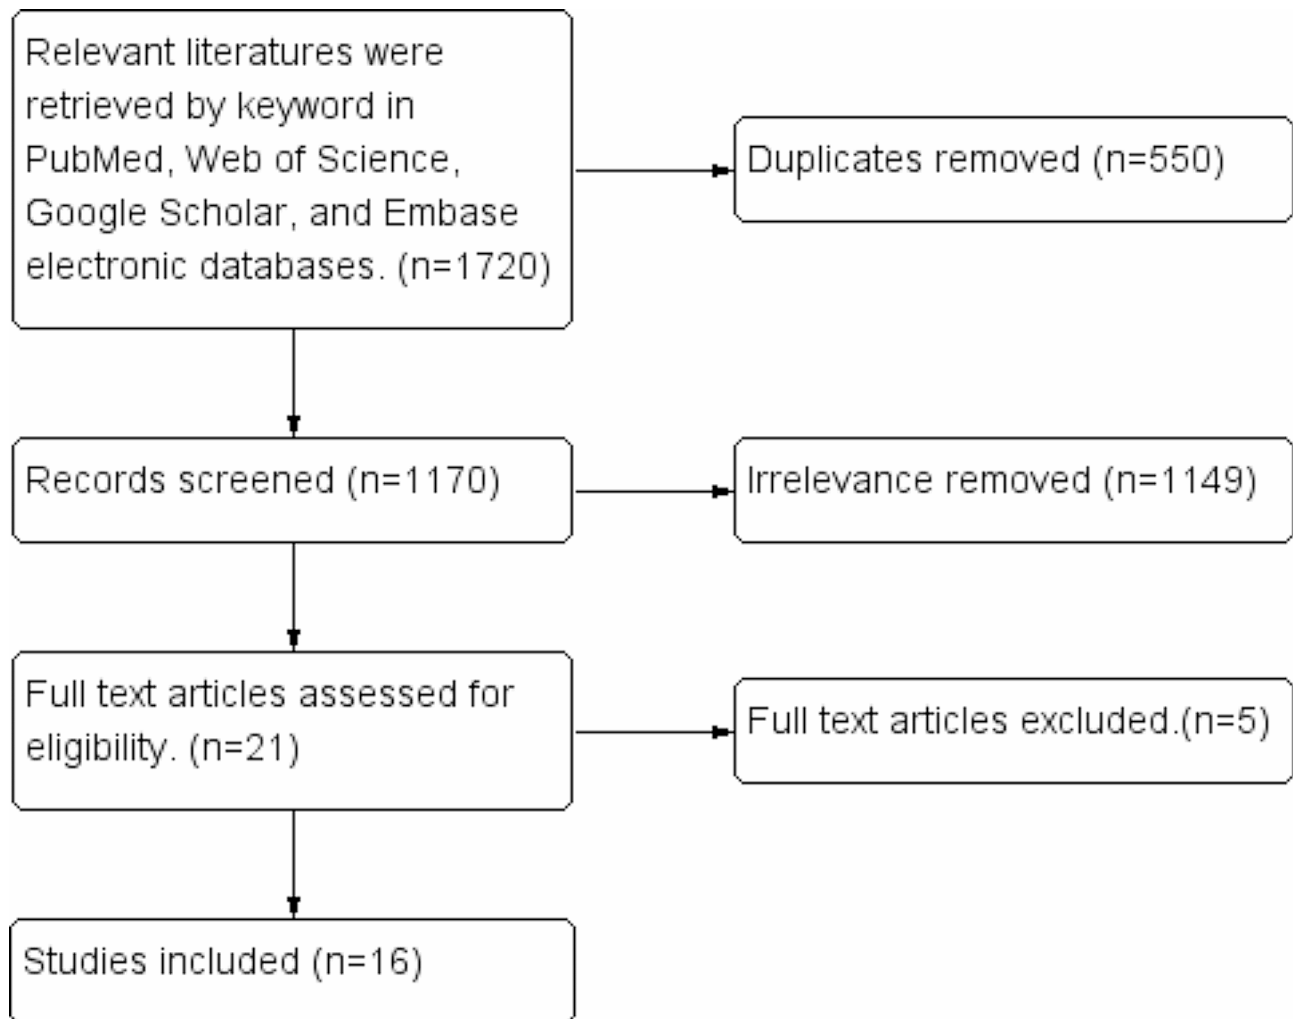 Relevant literatures were
retrieved by keyword in
PubMed, Web of Science,
Google Scholar, and Embase
electronic databases. (n=1720)
Duplicates removed (n=550)
Records screened (n=1170)
Irrelevance removed (n=1149)
Full text articles assessed for
eligibility. (n=21)
Full text articles excluded.(n=5)
Studies included (n=16)